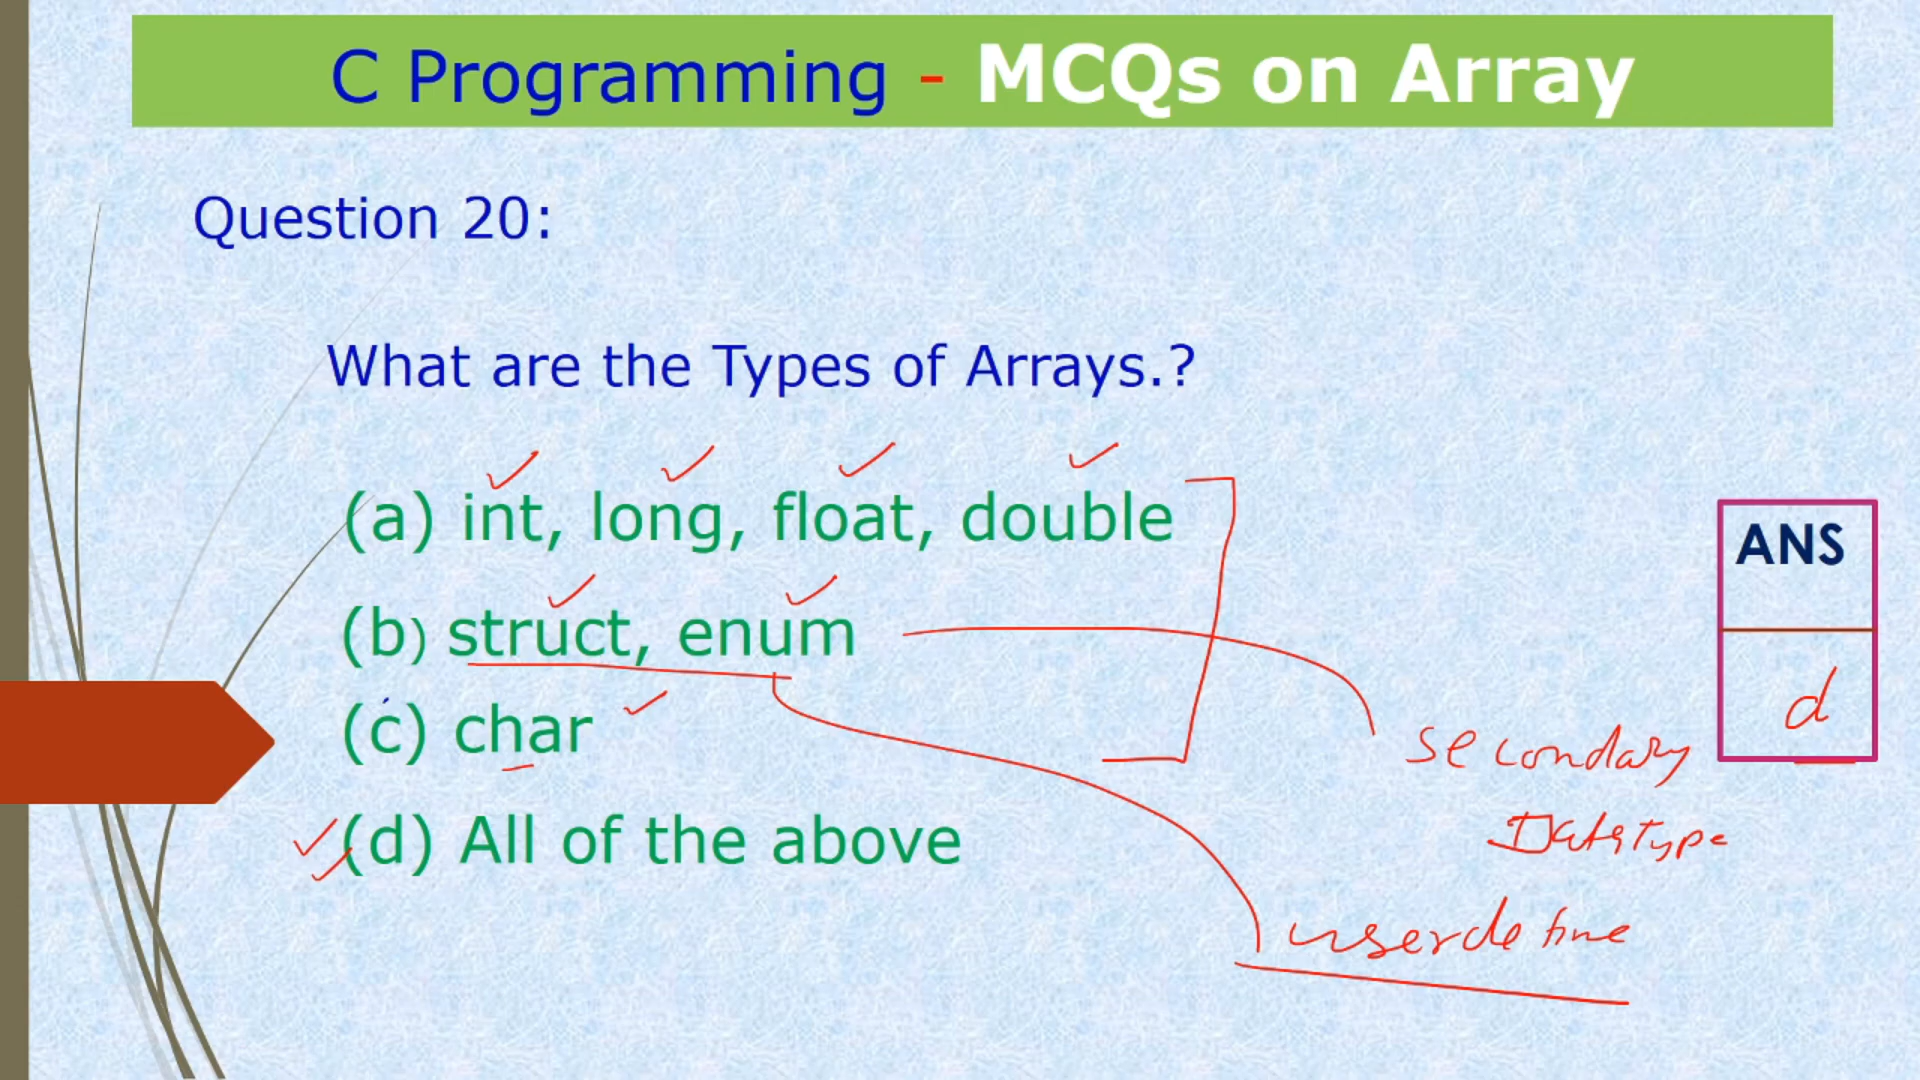 C Programming - MCQs on Array
Question 20:
What are the Types of Arrays.?
(a) int, long, float, double
(b) struct, enum
(c) char
(d) All of the above
ANS
d
secondary
Datatype
userdefine